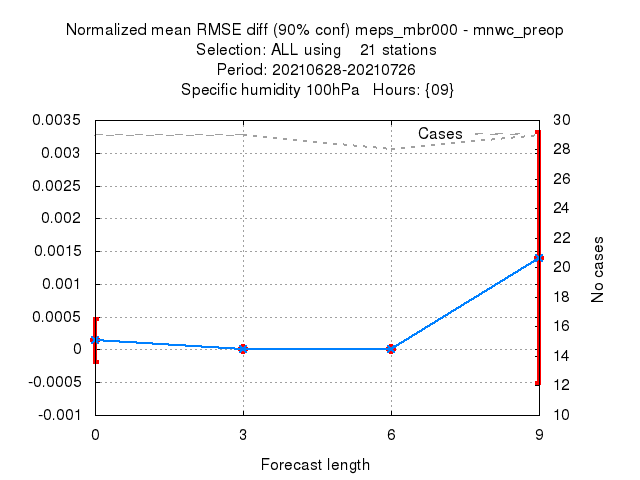 Normalized mean RMSE diff (90% conf) meps_mbr000 - mnwc_preop
Selection: ALL using 21 stations
Period: 20210628-20210726
Specific humidity 100hPa Hours: {09}
Cases
0.0035
0.003
0.0025
0.002
0.0015
0.001
0.0005
0
-0.0005
-0.001
30
28
26
24
22
20
18
16
14
12
10
No cases
0 3 6 9
Forecast length